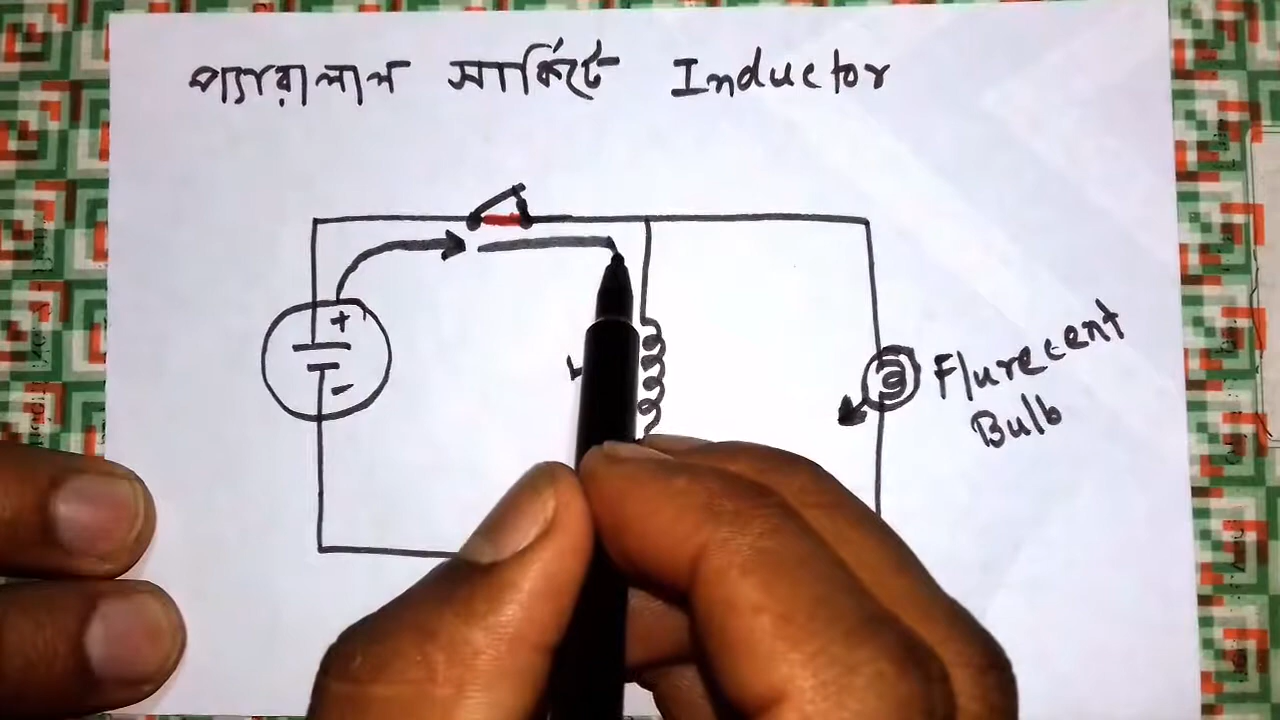 প্যারালাল সার্কিটে Inductor
+
-
Flurecent
Bulb